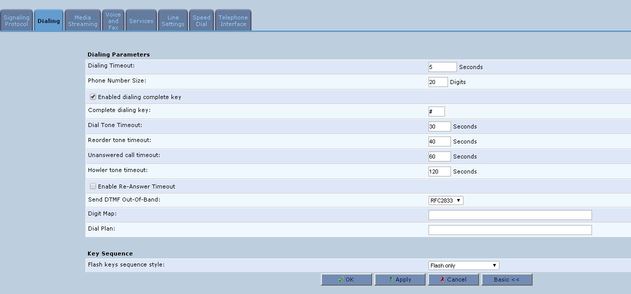 Signaling Protocol
Dialing
Media Streaming
Voice and Fax
Services
Line Settings
Speed Dial
Telephone Interface
Dialing Parameters
Dialing Timeout: 5 Seconds
Phone Number Size: 20 Digits
Enabled dialing complete key
Complete dialing key: #
Dial Tone Timeout: 30 Seconds
Reorder tone timeout: 40 Seconds
Unanswered call timeout: 60 Seconds
Howler tone timeout: 120 Seconds
Enable Re-Answer Timeout
Send DTMF Out-Of-Band: RFC2833
Digit Map:
Dial Plan:
Key Sequence
Flash keys sequence style: Flash only
OK Apply Cancel Basic <<